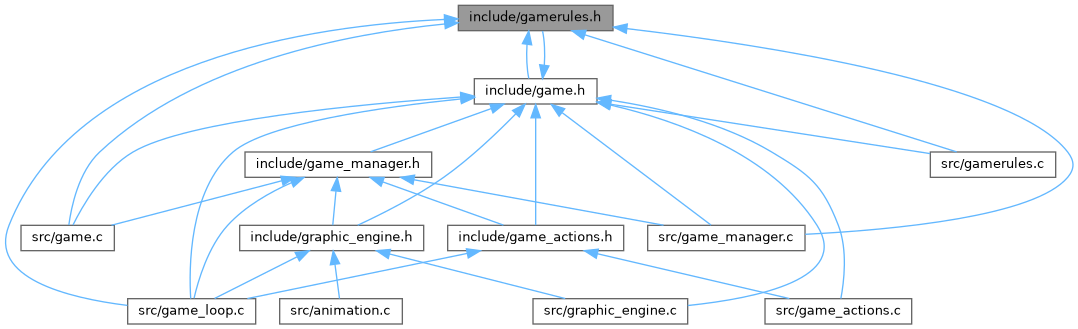 include/gamerules.h
include/game.h
include/game_manager.h
src/gamerules.c
src/game.c
include/graphic_engine.h
include/game_actions.h
src/game_manager.c
src/game_loop.c
src/animation.c
src/graphic_engine.c
src/game_actions.c